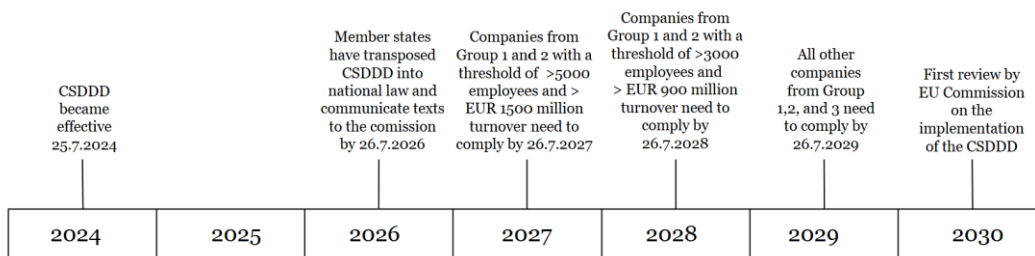 CSDDD
became
effective
25.7.2024
Member states
have transposed
CSDDD into
national law and
communicate texts
to the comission
by 26.7.2026
Companies from
Group 1 and 2 with a
threshold of >5000
employees and >
EUR 1500 million
turnover need to
comply by 26.7.2027
Companies from
Group 1 and 2 with a
threshold of >3000
employees and
> EUR 900 million
turnover need to
comply by
26.7.2028
All other
companies
from Group
1,2, and 3 need
to comply by
26.7.2029
First review by
EU Commission
on the
implementation
of the CSDDD
2024
2025
2026
2027
2028
2029
2030